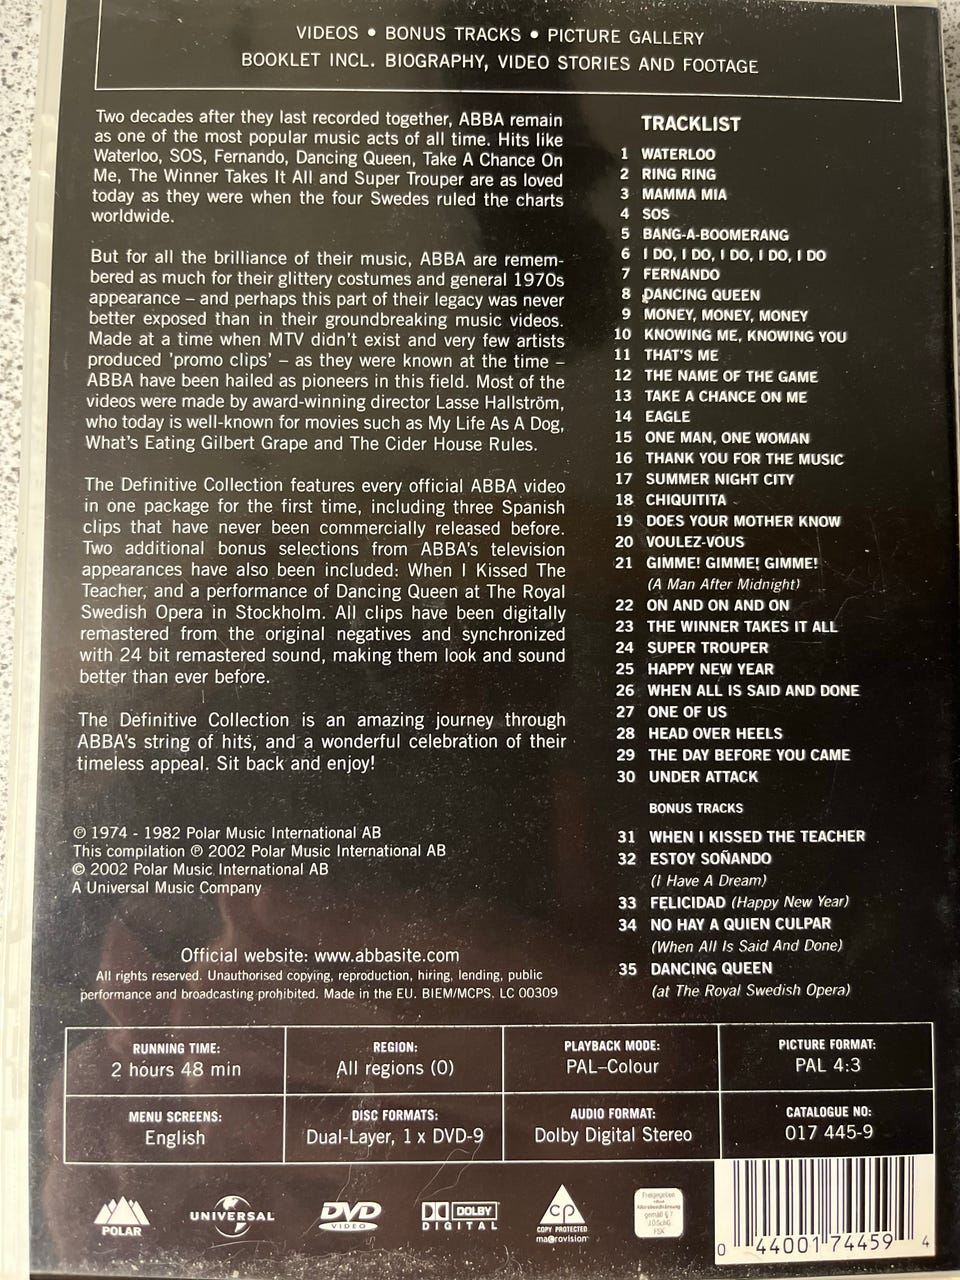 VIDEOS • BONUS TRACKS • PICTURE GALLERY
BOOKLET INCL. BIOGRAPHY, VIDEO STORIES AND FOOTAGE
Two decades after they last recorded together, ABBA remain
as one of the most popular music acts of all time. Hits like
Waterloo, SOS, Fernando, Dancing Queen, Take A Chance On
Me, The Winner Takes It All and Super Trouper are as loved
today as they were when the four Swedes ruled the charts
worldwide.
But for all the brilliance of their music, ABBA are remem-
bered as much for their glittery costumes and general 1970s
appearance – and perhaps this part of their legacy was never
better exposed than in their groundbreaking music videos.
Made at a time when MTV didn't exist and very few artists
produced 'promo clips' – as they were known at the time –
ABBA have been hailed as pioneers in this field. Most of the
videos were made by award-winning director Lasse Hallström,
who today is well-known for movies such as My Life As A Dog,
What's Eating Gilbert Grape and The Cider House Rules.
The Definitive Collection features every official ABBA video
in one package for the first time, including three Spanish
clips that have never been commercially released before.
Two additional bonus selections from ABBA's television
appearances have also been included: When I Kissed The
Teacher, and a performance of Dancing Queen at The Royal
Swedish Opera in Stockholm. All clips have been digitally
remastered from the original negatives and synchronized
with 24 bit remastered sound, making them look and sound
better than ever before.
The Definitive Collection is an amazing journey through
ABBA's string of hits, and a wonderful celebration of their
timeless appeal. Sit back and enjoy!
℗ 1974 - 1982 Polar Music International AB
This compilation ℗ 2002 Polar Music International AB
© 2002 Polar Music International AB
A Universal Music Company
Official website: www.abbasite.com
All rights reserved. Unauthorised copying, reproduction, hiring, lending, public
performance and broadcasting prohibited. Made in the EU. BIEM/MCPS. LC 00309
TRACKLIST
1 WATERLOO
2 RING RING
3 MAMMA MIA
4 SOS
5 BANG-A-BOOMERANG
6 I DO, I DO, I DO, I DO, I DO
7 FERNANDO
8 DANCING QUEEN
9 MONEY, MONEY, MONEY
10 KNOWING ME, KNOWING YOU
11 THAT'S ME
12 THE NAME OF THE GAME
13 TAKE A CHANCE ON ME
14 EAGLE
15 ONE MAN, ONE WOMAN
16 THANK YOU FOR THE MUSIC
17 SUMMER NIGHT CITY
18 CHIQUITITA
19 DOES YOUR MOTHER KNOW
20 VOULEZ-VOUS
21 GIMME! GIMME! GIMME!
(A Man After Midnight)
22 ON AND ON AND ON
23 THE WINNER TAKES IT ALL
24 SUPER TROUPER
25 HAPPY NEW YEAR
26 WHEN ALL IS SAID AND DONE
27 ONE OF US
28 HEAD OVER HEELS
29 THE DAY BEFORE YOU CAME
30 UNDER ATTACK
BONUS TRACKS
31 WHEN I KISSED THE TEACHER
32 ESTOY SOÑANDO
(I Have A Dream)
33 FELICIDAD (Happy New Year)
34 NO HAY A QUIEN CULPAR
(When All Is Said And Done)
35 DANCING QUEEN
(at The Royal Swedish Opera)
RUNNING TIME:
2 hours 48 min
REGION:
All regions (0)
PLAYBACK MODE:
PAL–Colour
PICTURE FORMAT:
PAL 4:3
MENU SCREENS:
English
DISC FORMATS:
Dual-Layer, 1 x DVD-9
AUDIO FORMAT:
Dolby Digital Stereo
CATALOGUE NO:
017 445-9
POLAR
UNIVERSAL
DVD
VIDEO
DOLBY
DIGITAL
cp
COPY PROTECTED
macrovision
Freigegeben
ohne
Altersbeschränkung
gemäß § 7
JÖSchG
FSK
0 44001 74459 4